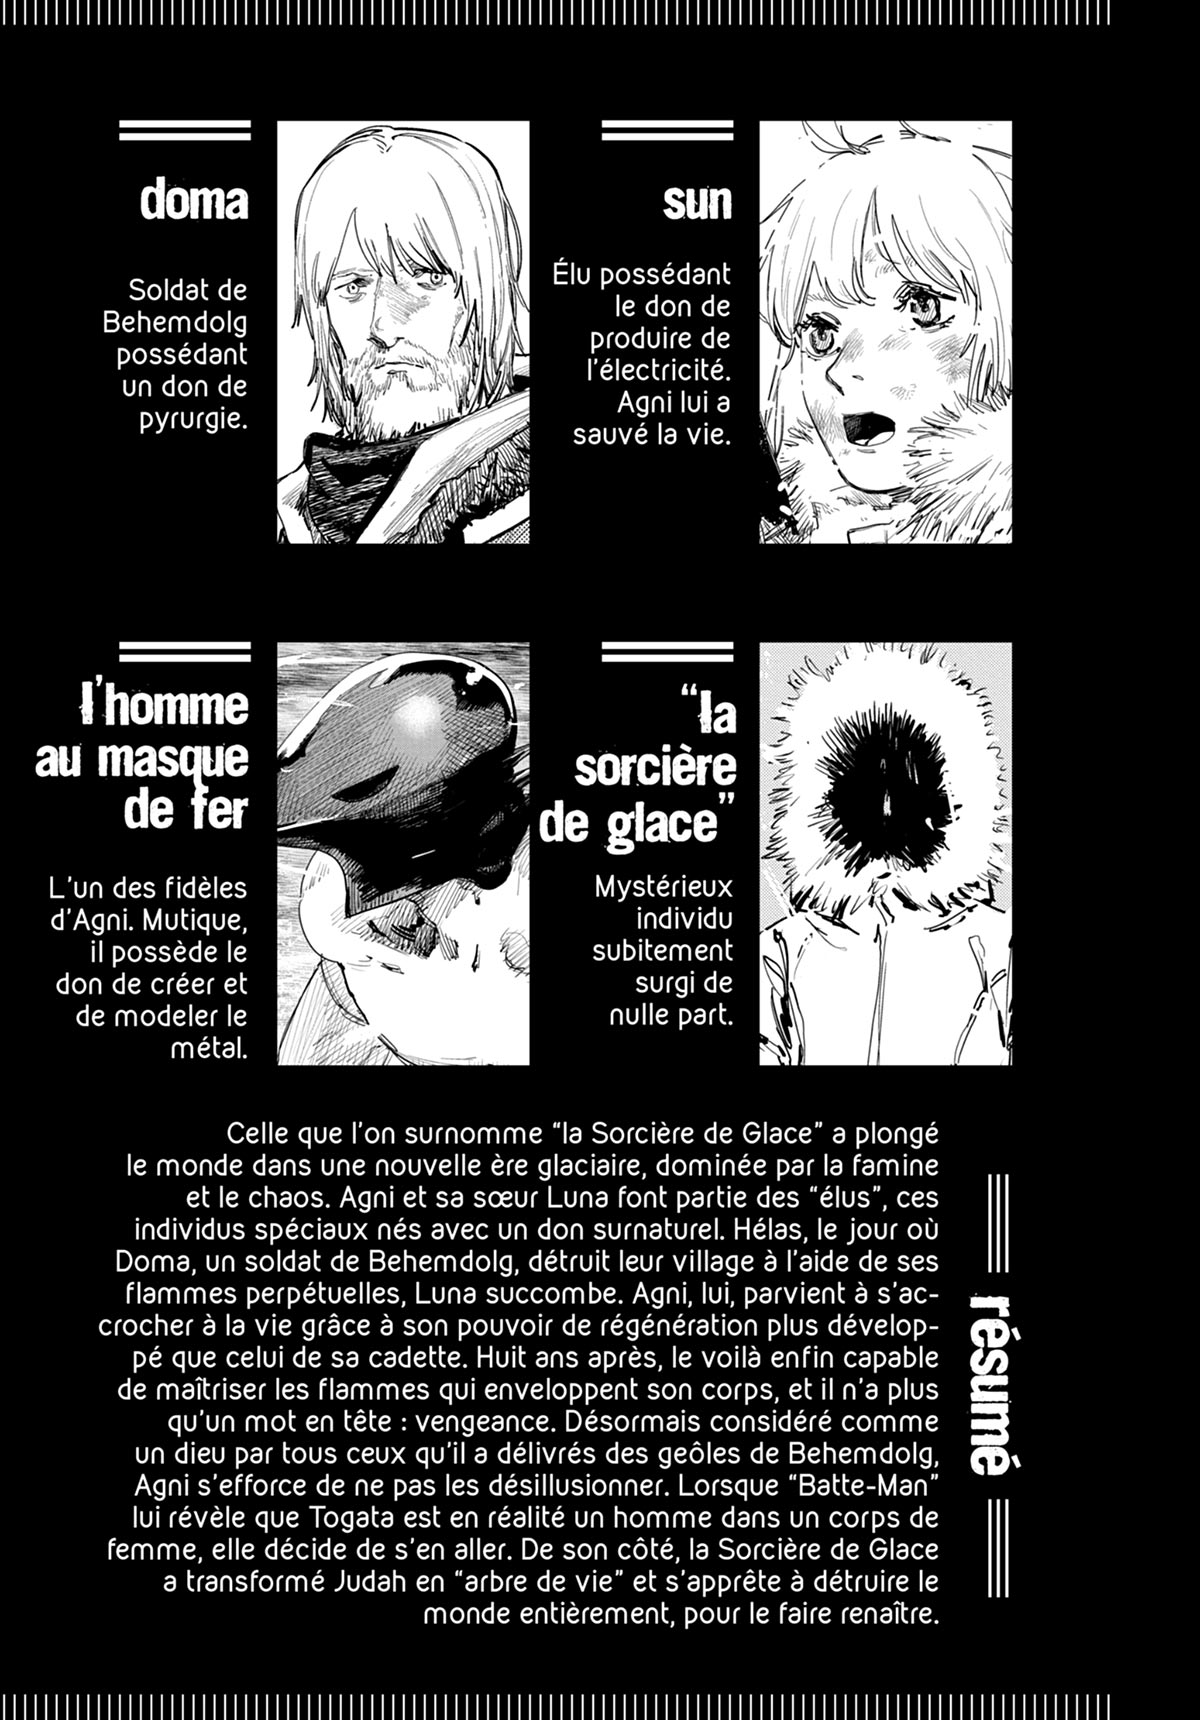 doma
Soldat de
Behemdolg
possédant
un don de
pyrurgie.
sun
Élu possédant
le don de
produire de
l'électricité.
Agni lui a
sauvé la vie.
l'homme
au masque
de fer
L'un des fidèles
d'Agni. Mutique,
il possède le
don de créer et
de modeler le
métal.
“la
sorcière
de glace”
Mystérieux
individu
subitement
surgi de
nulle part.
Celle que l'on surnomme “la Sorcière de Glace” a plongé
le monde dans une nouvelle ère glaciaire, dominée par la famine
et le chaos. Agni et sa sœur Luna font partie des “élus”, ces
individus spéciaux nés avec un don surnaturel. Hélas, le jour où
Doma, un soldat de Behemdolg, détruit leur village à l'aide de ses
flammes perpétuelles, Luna succombe. Agni, lui, parvient à s'ac-
crocher à la vie grâce à son pouvoir de régénération plus dévelop-
pé que celui de sa cadette. Huit ans après, le voilà enfin capable
de maîtriser les flammes qui enveloppent son corps, et il n'a plus
qu'un mot en tête : vengeance. Désormais considéré comme
un dieu par tous ceux qu'il a délivrés des geôles de Behemdolg,
Agni s'efforce de ne pas les désillusionner. Lorsque “Batte-Man”
lui révèle que Togata est en réalité un homme dans un corps de
femme, elle décide de s'en aller. De son côté, la Sorcière de Glace
a transformé Judah en “arbre de vie” et s'apprête à détruire le
monde entièrement, pour le faire renaître.
résumé